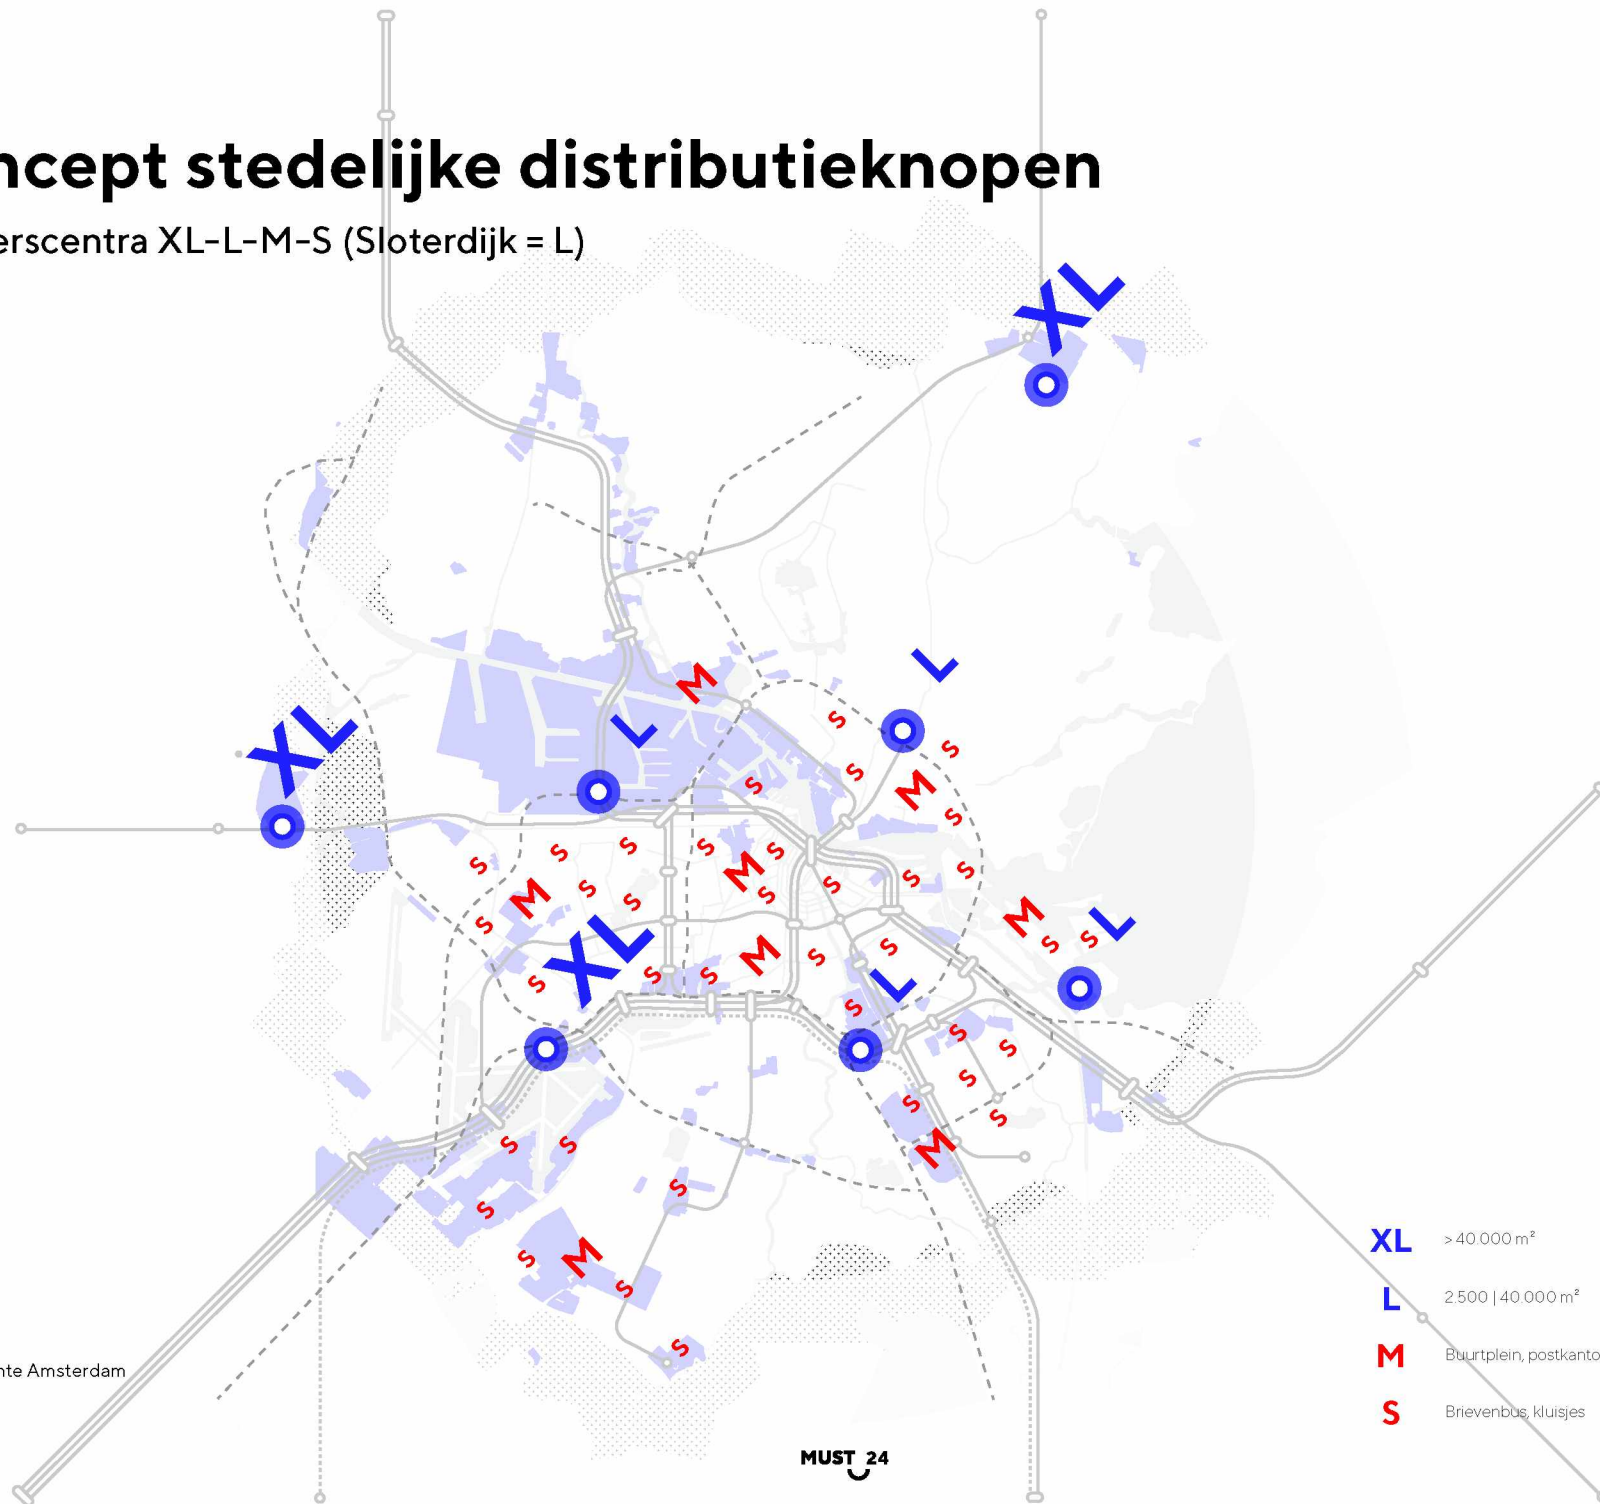 ncept stedelijke distributieknopen
erscentra XL-L-M-S (Sloterdijk = L)
XL
L
M
L
XL
S
S
S
M
S
S
S
S
S
S
S
M
S
M
S
S
S
S
S
S
M
S
S
L
S
XL
S
S
S
M
S
S
L
S
S
S
S
S
S
M
S
S
S
S
S
M
S
S
XL > 40.000 m²
L 2.500 | 40.000 m²
M Buurtplein, postkanto
S Brievenbus, kluisjes
nte Amsterdam
MUST 24